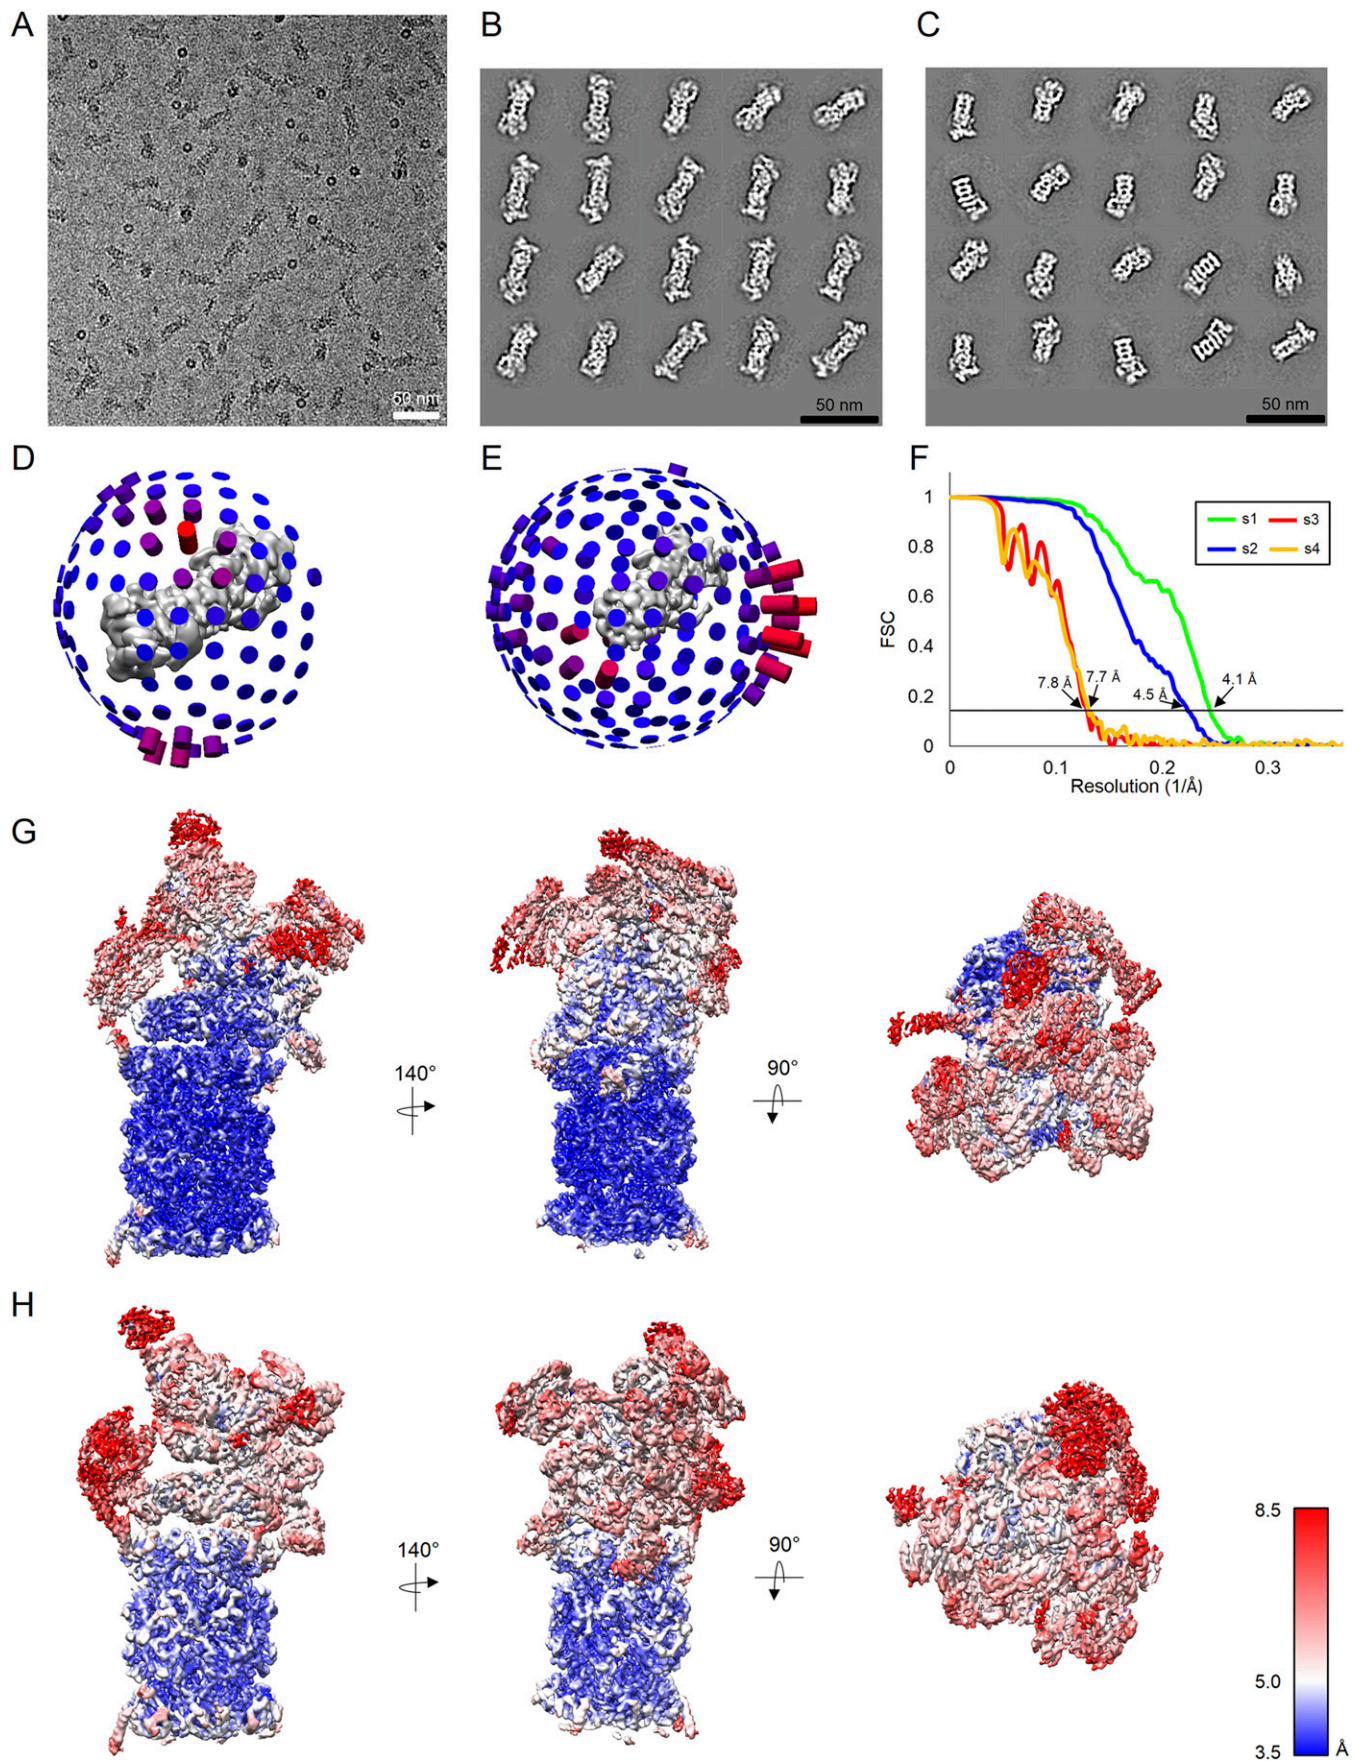 A
B
C
50 nm
50 nm
50 nm
D
E
F
1
0.8
0.6
0.4
0.2
0
FSC
s1 s3
s2 s4
7.8 Å
7.7 Å
4.5 Å
4.1 Å
0
0.1
0.2
0.3
Resolution (1/Å)
G
140°
90°
H
140°
90°
8.5
5.0
3.5 Å